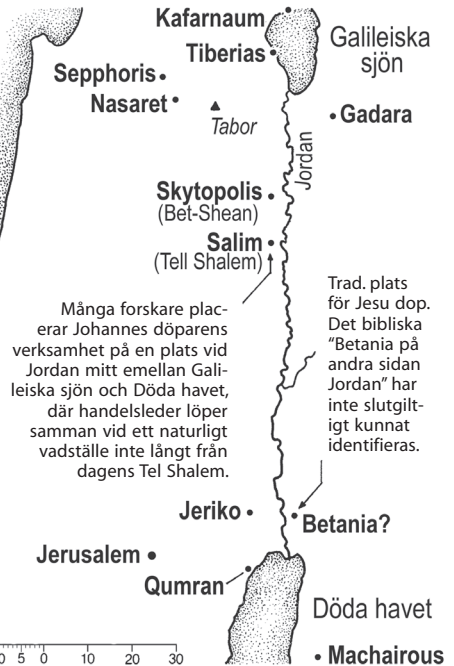 Kafarnaum
Galileiska
sjön
Tiberias
Sepphoris
Nasaret
Tabor
Gadara
Jordan
Skytopolis
(Bet-Shean)
Salim
(Tell Shalem)
Många forskare plac-
erar Johannes döparens
verksamhet på en plats vid
Jordan mitt emellan Gali-
leiska sjön och Döda havet,
där handelsleder löper
samman vid ett naturligt
vadställe inte långt från
dagens Tel Shalem.
Trad. plats
för Jesu dop.
Det bibliska
"Betania på
andra sidan
Jordan" har
inte slutgilt-
igt kunnat
identifieras.
Jeriko
Betania?
Jerusalem
Qumran
Döda havet
Machairous
0 5 0 10 20 30